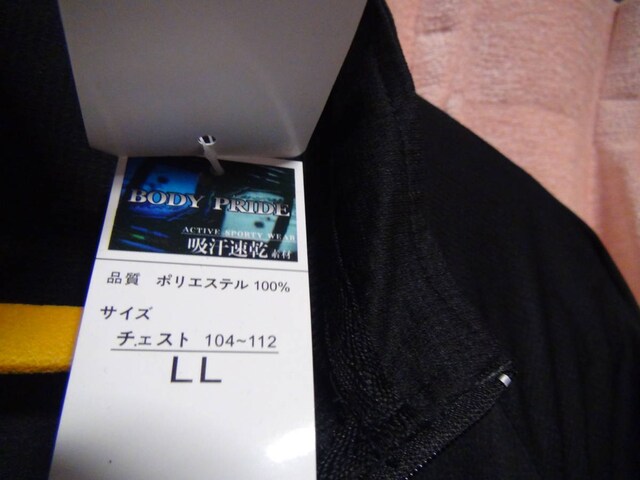 BODY PRIDE
ACTIVE SPORTY WEAR
吸汗速乾素材
品質 ポリエステル 100%
サイズ
チェスト 104~112
LL